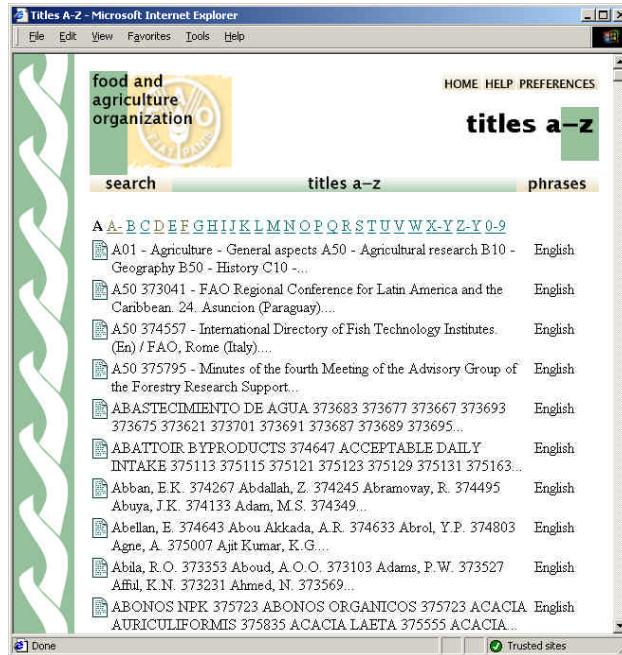 Titles A-Z - Microsoft Internet Explorer
File Edit View Favorites Tools Help
food and
agriculture
organization
FIAT PANIS
HOME HELP PREFERENCES
titles a–z
search titles a–z phrases
A A- B C D E F G H I J K L M N O P Q R S T U V W X-Y Z-Y 0-9
A01 - Agriculture - General aspects A50 - Agricultural research B10 - English
Geography B50 - History C10 -...
A50 373041 - FAO Regional Conference for Latin America and the English
Caribbean. 24. Asuncion (Paraguay)....
A50 374557 - International Directory of Fish Technology Institutes. English
(En) / FAO, Rome (Italy)....
A50 375795 - Minutes of the fourth Meeting of the Advisory Group of English
the Forestry Research Support...
ABASTECIMIENTO DE AGUA 373683 373677 373667 373693 English
373675 373621 373701 373691 373687 373689 373695...
ABATTOIR BYPRODUCTS 374647 ACCEPTABLE DAILY English
INTAKE 375113 375115 375121 375123 375129 375131 375163...
Abban, E.K. 374267 Abdallah, Z. 374245 Abramovay, R. 374495 English
Abuya, J.K. 374133 Adam, M.S. 374349...
Abellan, E. 374643 Abou Akkada, A.R. 374633 Abrol, Y.P. 374803 English
Agne, A. 375007 Ajit Kumar, K.G....
Abila, R.O. 373353 Aboud, A.O.O. 373103 Adams, P.W. 373527 English
Afful, K.N. 373231 Ahmed, N. 373569...
ABONOS NPK 375723 ABONOS ORGANICOS 375723 ACACIA English
AURICULIFORMIS 375835 ACACIA LAETA 375555 ACACIA...
Done Trusted sites